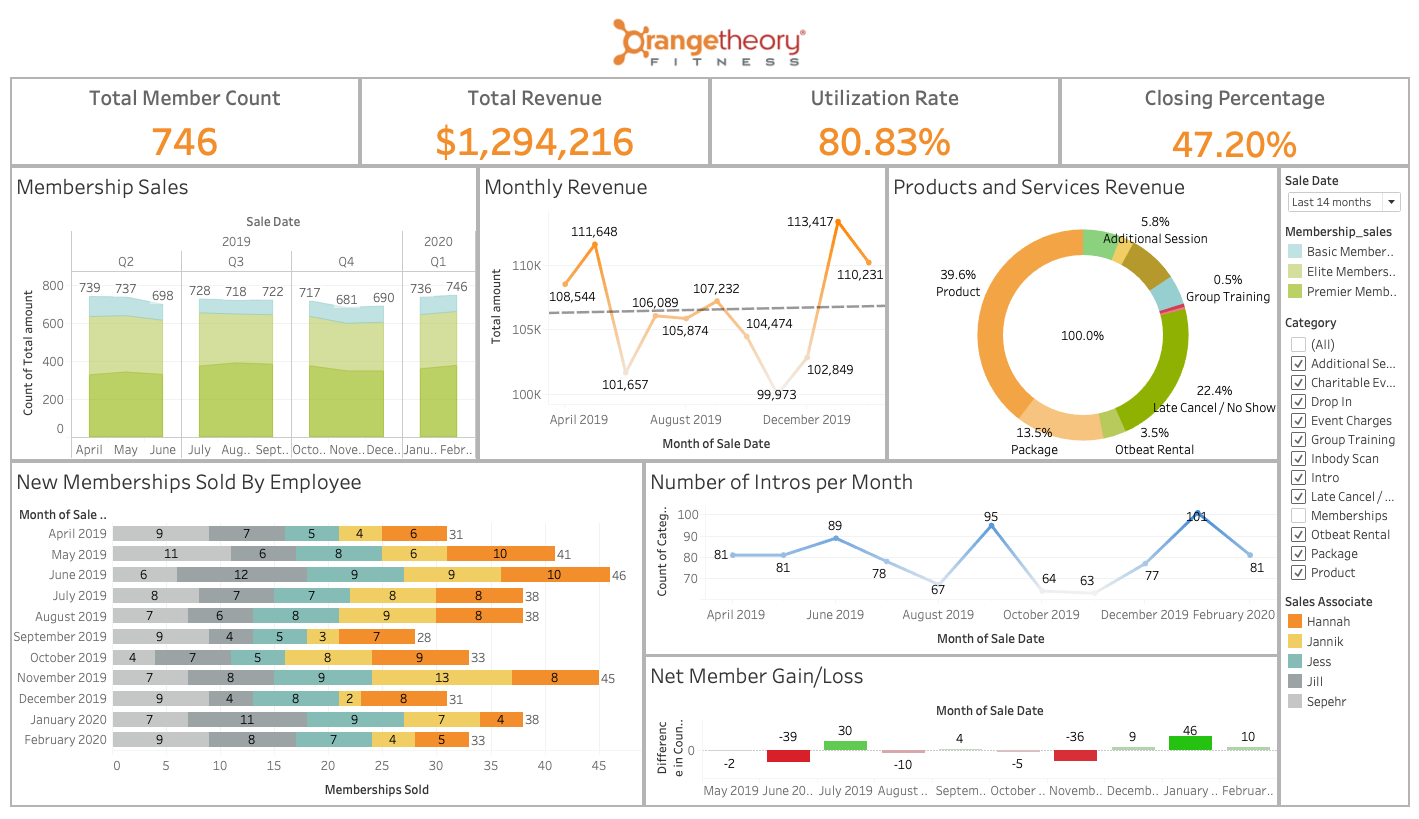 Orangetheory®
FITNESS
Total Member Count
746
Total Revenue
$1,294,216
Utilization Rate
80.83%
Closing Percentage
47.20%
Membership Sales
Sale Date
2019
2020
Q2
Q3
Q4
Q1
Count of Total amount
800
600
400
200
0
739
737
698
728
718
722
717
681
690
736
746
April
May
June
July
Aug..
Sept..
Octo..
Nove..
Dece..
Janu..
Febr..
Monthly Revenue
Total amount
110K
105K
100K
108,544
111,648
101,657
106,089
105,874
107,232
104,474
99,973
102,849
113,417
110,231
April 2019
August 2019
December 2019
Month of Sale Date
Products and Services Revenue
5.8%
Additional Session
0.5%
Group Training
22.4%
Late Cancel / No Show
3.5%
Otbeat Rental
13.5%
Package
39.6%
Product
100.0%
Sale Date
Last 14 months
Membership_sales
Basic Member..
Elite Members..
Premier Memb..
Category
(All)
Additional Se...
Charitable Ev...
Drop In
Event Charges
Group Training
Inbody Scan
Intro
Late Cancel / ...
Memberships
Otbeat Rental
Package
Product
Sales Associate
Hannah
Jannik
Jess
Jill
Sepehr
New Memberships Sold By Employee
Month of Sale ..
April 2019 9 7 5 4 6 31
May 2019 11 6 8 6 10 41
June 2019 6 12 9 9 10 46
July 2019 8 7 7 8 8 38
August 2019 7 6 8 9 8 38
September 2019 9 4 5 3 7 28
October 2019 4 7 5 8 9 33
November 2019 7 8 9 13 8 45
December 2019 9 4 8 2 8 31
January 2020 7 11 9 7 4 38
February 2020 9 8 7 4 5 33
0 5 10 15 20 25 30 35 40 45
Memberships Sold
Number of Intros per Month
Count of Categ..
100
90
80
70
81
81
89
78
67
95
64
63
77
101
81
April 2019
June 2019
August 2019
October 2019
December 2019
February 2020
Month of Sale Date
Net Member Gain/Loss
Month of Sale Date
Differenc
e in Coun..
0
-2
-39
30
-10
4
-5
-36
9
46
10
May 2019
June 20..
July 2019
August ..
Septem..
October ..
Novemb..
Decemb..
January ..
Februar..